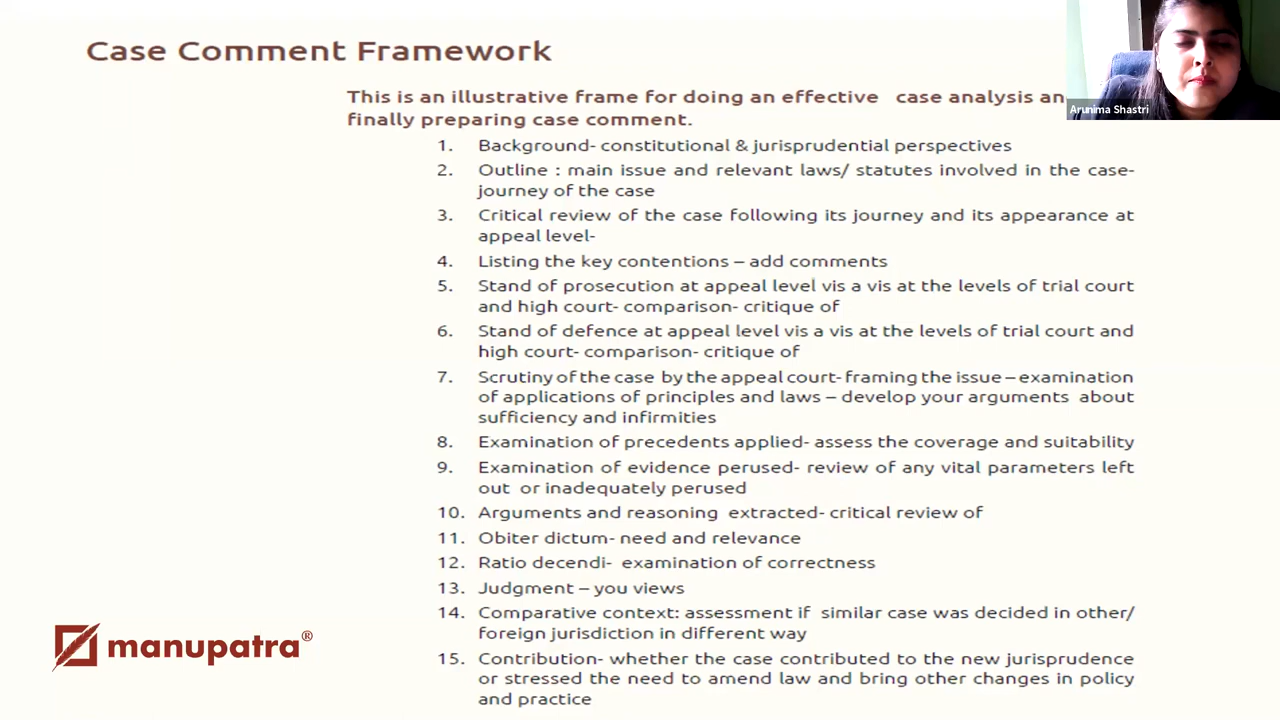 Case Comment Framework
Arunima Shastri
This is an illustrative frame for doing an effective case analysis an
finally preparing case comment.
1. Background- constitutional & jurisprudential perspectives
2. Outline : main issue and relevant laws/ statutes involved in the case-
journey of the case
3. Critical review of the case following its journey and its appearance at
appeal level-
4. Listing the key contentions – add comments
5. Stand of prosecution at appeal level vis a vis at the levels of trial court
and high court- comparison- critique of
6. Stand of defence at appeal level vis a vis at the levels of trial court and
high court- comparison- critique of
7. Scrutiny of the case by the appeal court- framing the issue – examination
of applications of principles and laws – develop your arguments about
sufficiency and infirmities
8. Examination of precedents applied- assess the coverage and suitability
9. Examination of evidence perused- review of any vital parameters left
out or inadequately perused
10. Arguments and reasoning extracted- critical review of
11. Obiter dictum- need and relevance
12. Ratio decendi- examination of correctness
13. Judgment – you views
14. Comparative context: assessment if similar case was decided in other/
foreign jurisdiction in different way
15. Contribution- whether the case contributed to the new jurisprudence
or stressed the need to amend law and bring other changes in policy
and practice
manupatra®